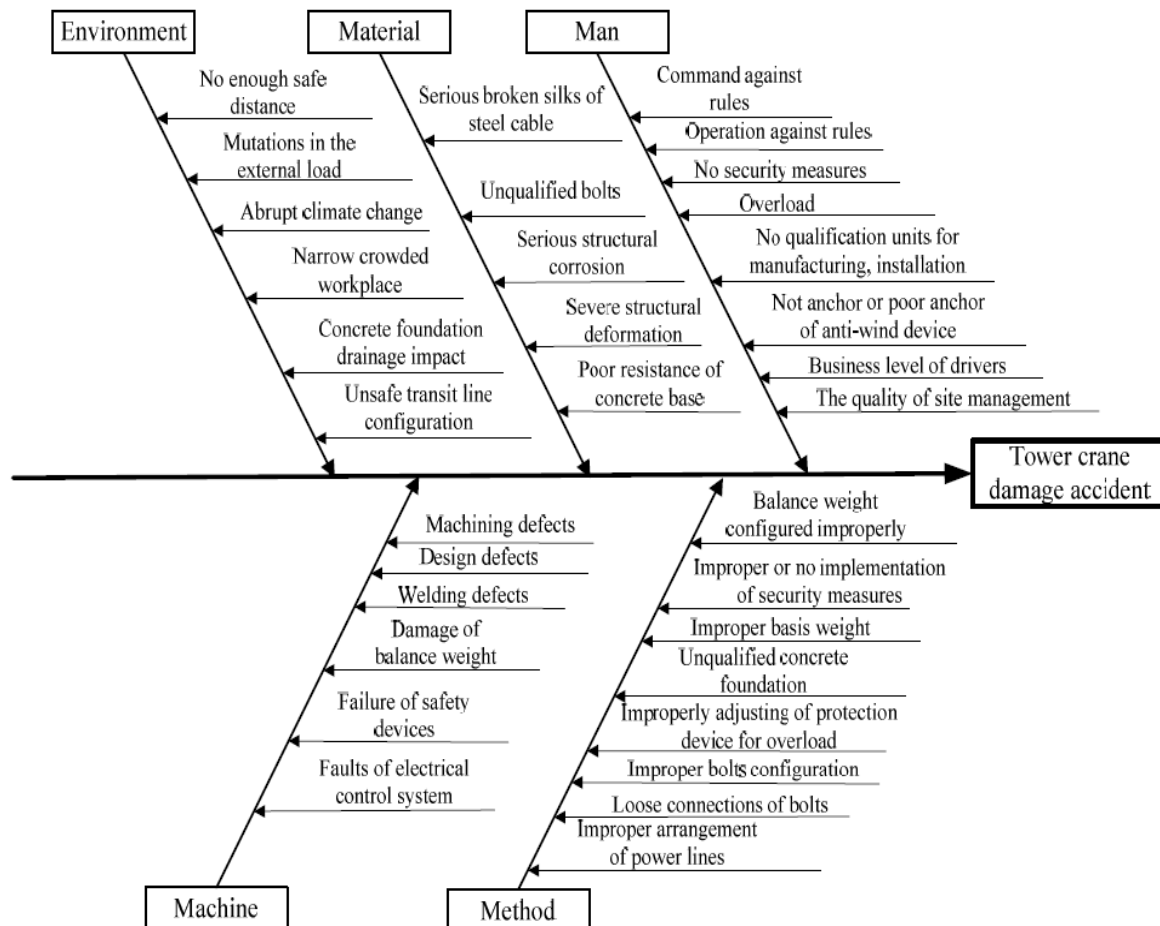 Environment
No enough safe
distance
Mutations in the
external load
Abrupt climate change
Narrow crowded
workplace
Concrete foundation
drainage impact
Unsafe transit line
configuration
Material
Serious broken silks of
steel cable
Unqualified bolts
Serious structural
corrosion
Severe structural
deformation
Poor resistance of
concrete base
Man
Command against
rules
Operation against rules
No security measures
Overload
No qualification units for
manufacturing, installation
Not anchor or poor anchor
of anti-wind device
Business level of drivers
The quality of site management
Tower crane
damage accident
Machining defects
Design defects
Welding defects
Damage of
balance weight
Failure of safety
devices
Faults of electrical
control system
Machine
Balance weight
configured improperly
Improper or no implementation
of security measures
Improper basis weight
Unqualified concrete
foundation
Improperly adjusting of protection
device for overload
Improper bolts configuration
Loose connections of bolts
Improper arrangement
of power lines
Method